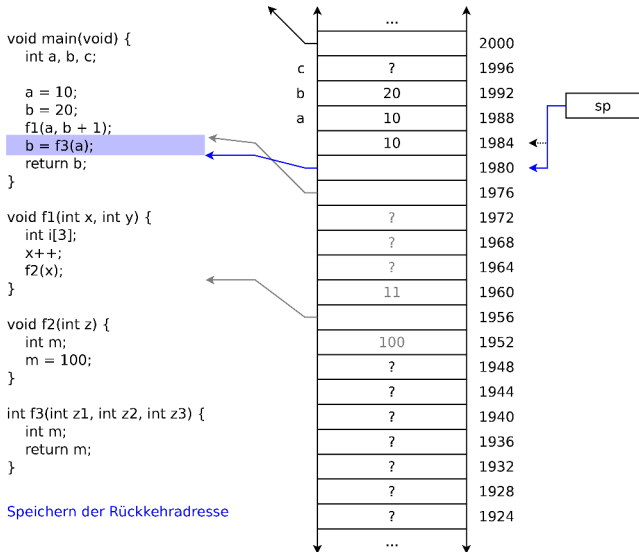 void main(void) {
int a, b, c;
a = 10;
b = 20;
f1(a, b + 1);
b = f3(a);
return b;
}
void f1(int x, int y) {
int i[3];
x++;
f2(x);
}
void f2(int z) {
int m;
m = 100;
}
int f3(int z1, int z2, int z3) {
int m;
return m;
}
Speichern der Rückkehradresse
...
2000
c ? 1996
b 20 1992
a 10 1988
10 1984
1980
1976
? 1972
? 1968
? 1964
11 1960
1956
100 1952
? 1948
? 1944
? 1940
? 1936
? 1932
? 1928
? 1924
...
sp